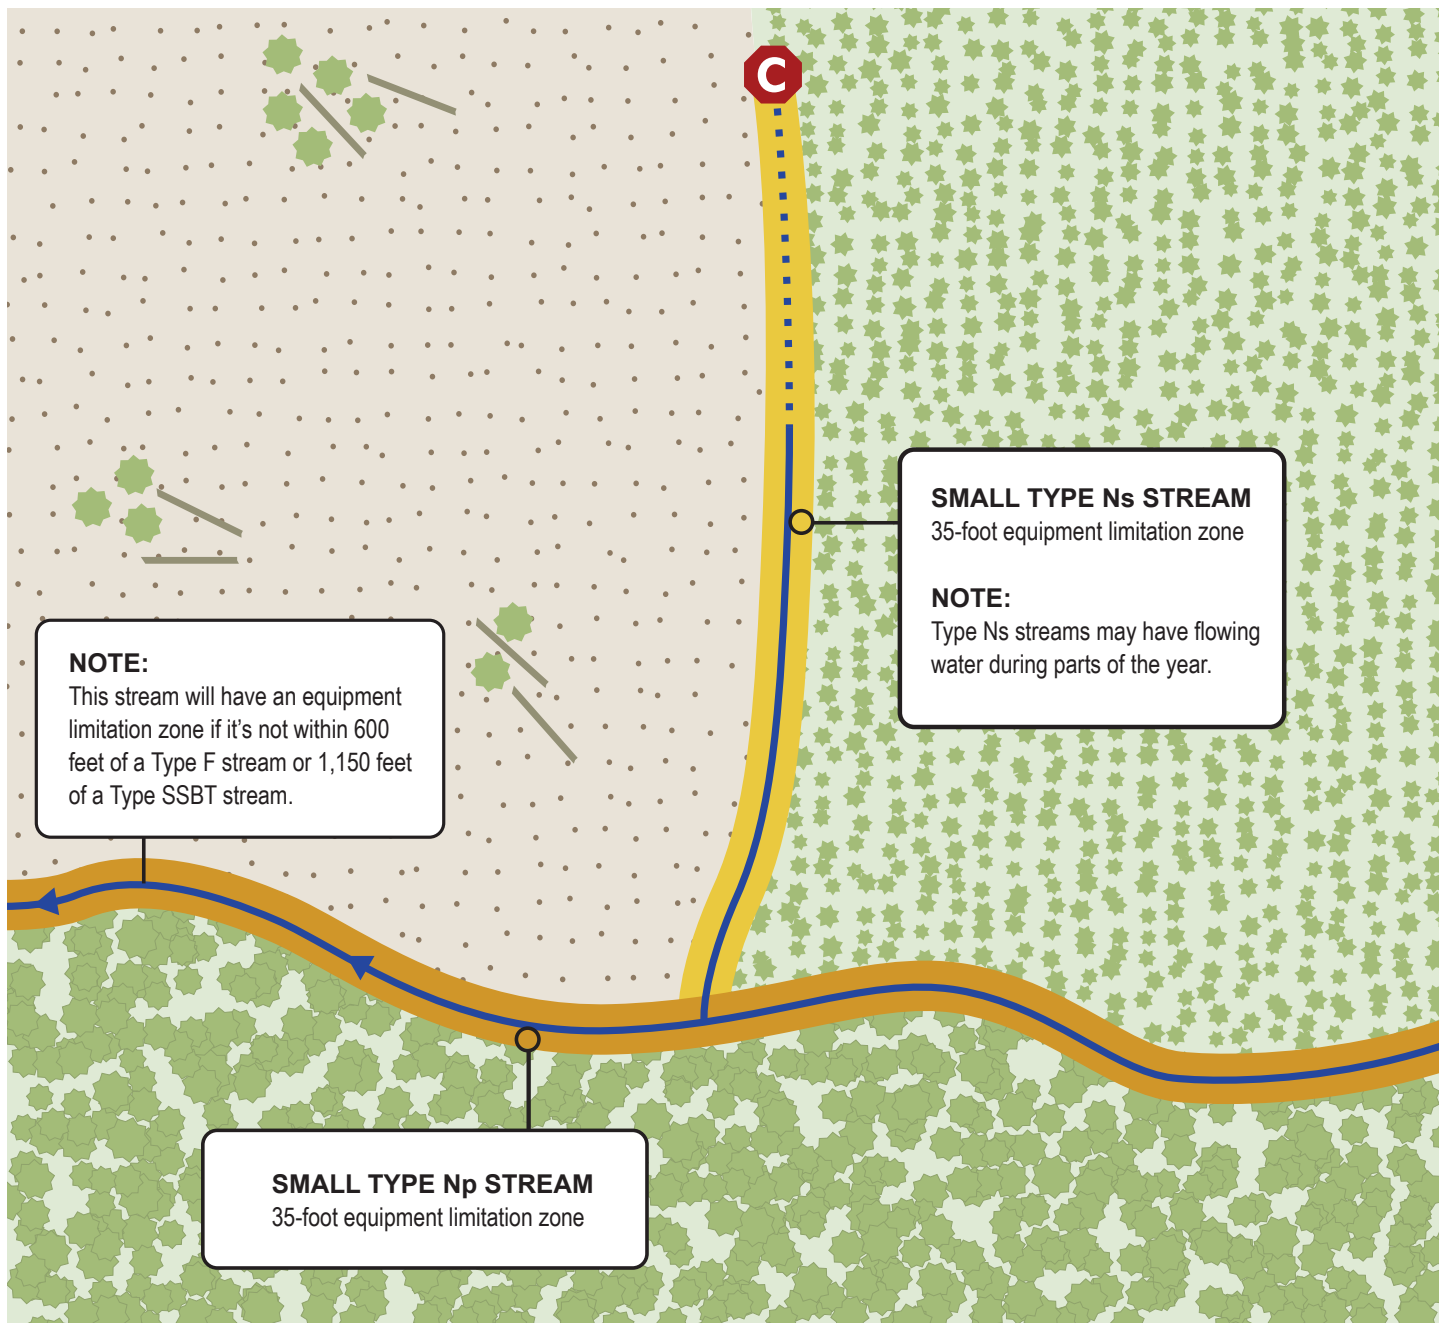 C
SMALL TYPE Ns STREAM
35-foot equipment limitation zone
NOTE:
Type Ns streams may have flowing
water during parts of the year.
NOTE:
This stream will have an equipment
limitation zone if it’s not within 600
feet of a Type F stream or 1,150 feet
of a Type SSBT stream.
SMALL TYPE Np STREAM
35-foot equipment limitation zone